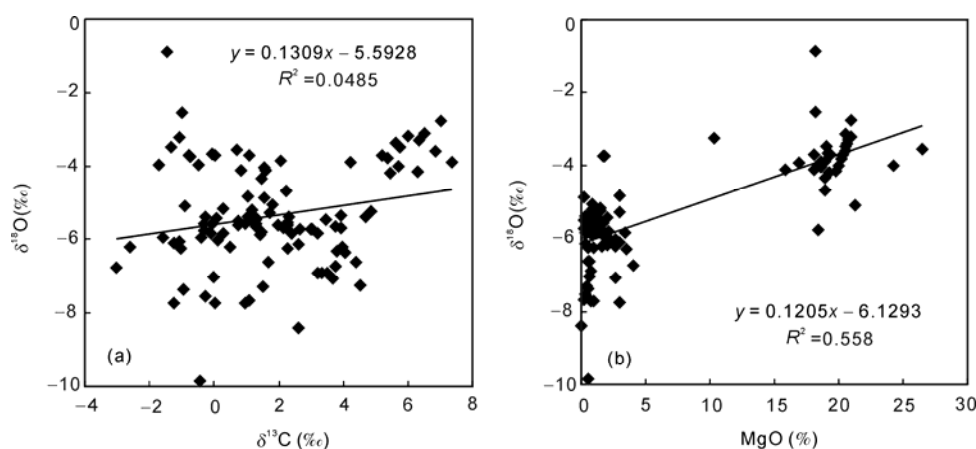 0
y = 0.1309x − 5.5928
R² =0.0485
−2
−4
δ¹⁸O(‰)
−6
−8
(a)
−10
−4
−2
0
2
4
6
8
δ¹³C (‰)
0
−2
−4
δ¹⁸O(‰)
−6
−8
y = 0.1205x − 6.1293
R² = 0.558
(b)
−10
0
5
10
15
20
25
30
MgO (%)